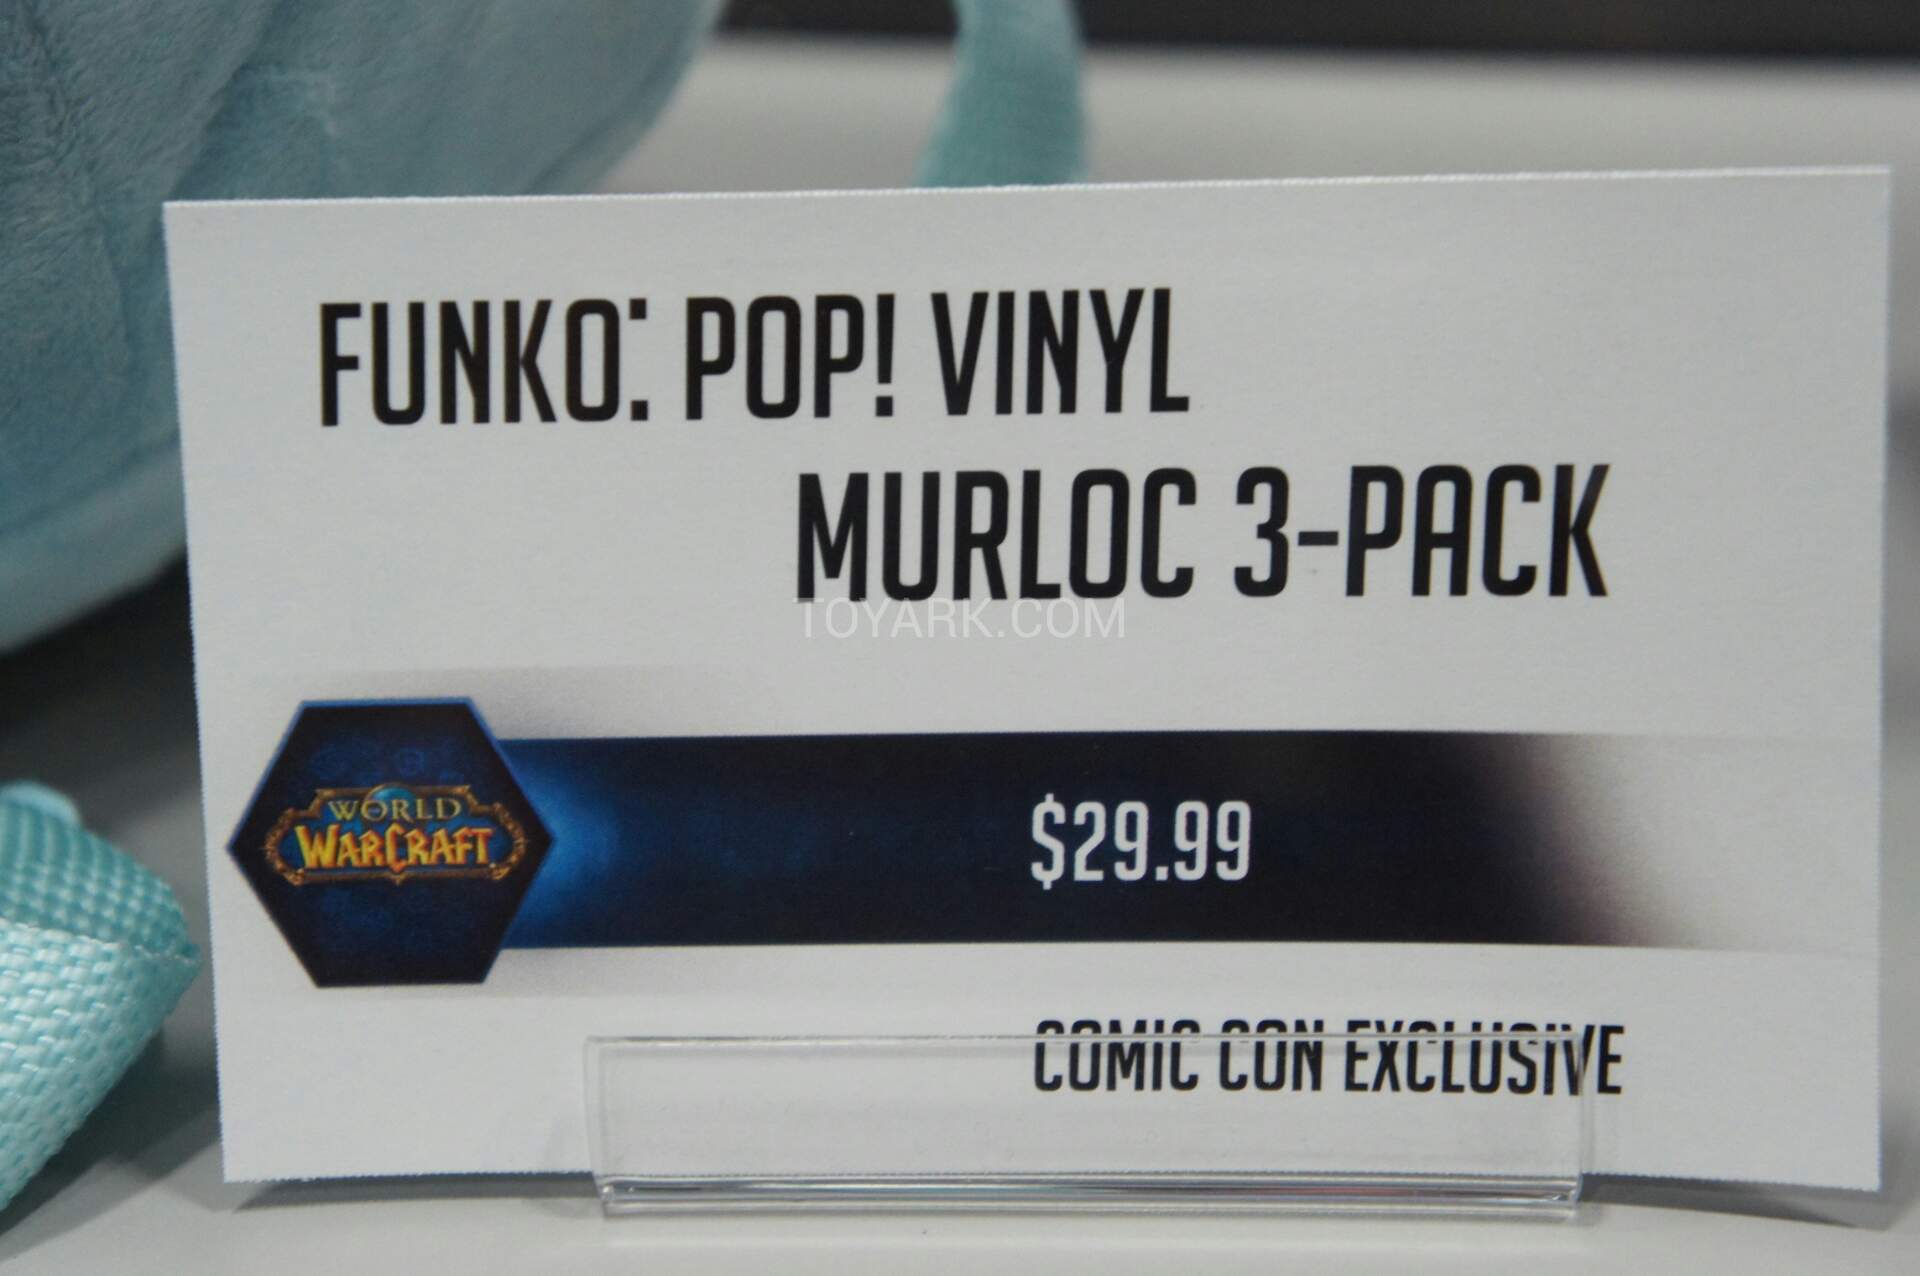 FUNKO: POP! VINYL
MURLOC 3-PACK
TOYARK.COM
WORLD
WARCRAFT
$29.99
COMIC CON EXCLUSIVE